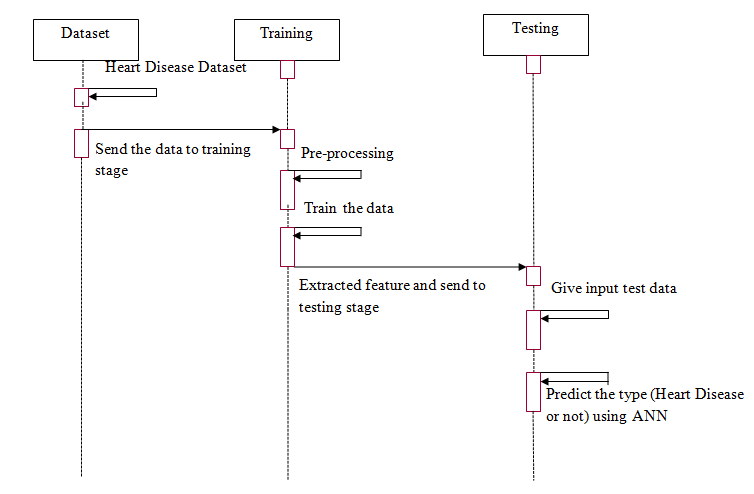 Dataset
Training
Testing
Heart Disease Dataset
Send the data to training
stage
Pre-processing
Train the data
Extracted feature and send to
testing stage
Give input test data
Predict the type (Heart Disease
or not) using ANN